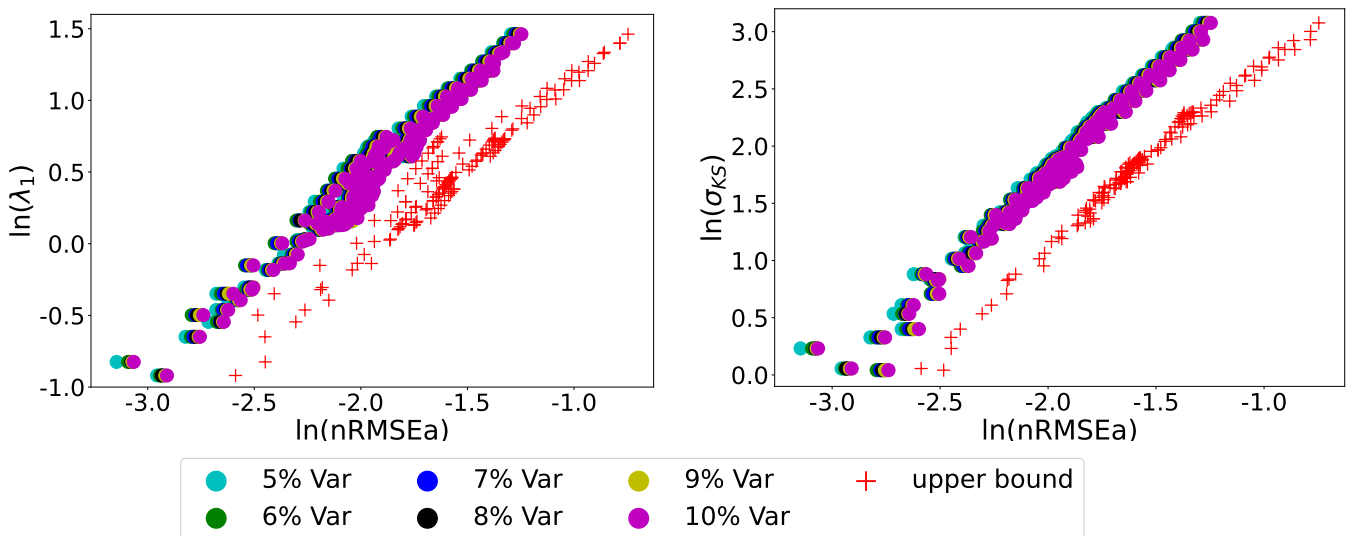 1.5
1.0
0.5
0.0
-0.5
-1.0
ln(λ1)
-3.0 -2.5 -2.0 -1.5 -1.0
ln(nRMSEa)
3.0
2.5
2.0
1.5
1.0
0.5
0.0
ln(σKS)
-3.0 -2.5 -2.0 -1.5 -1.0
ln(nRMSEa)
5% Var 7% Var 9% Var upper bound
6% Var 8% Var 10% Var